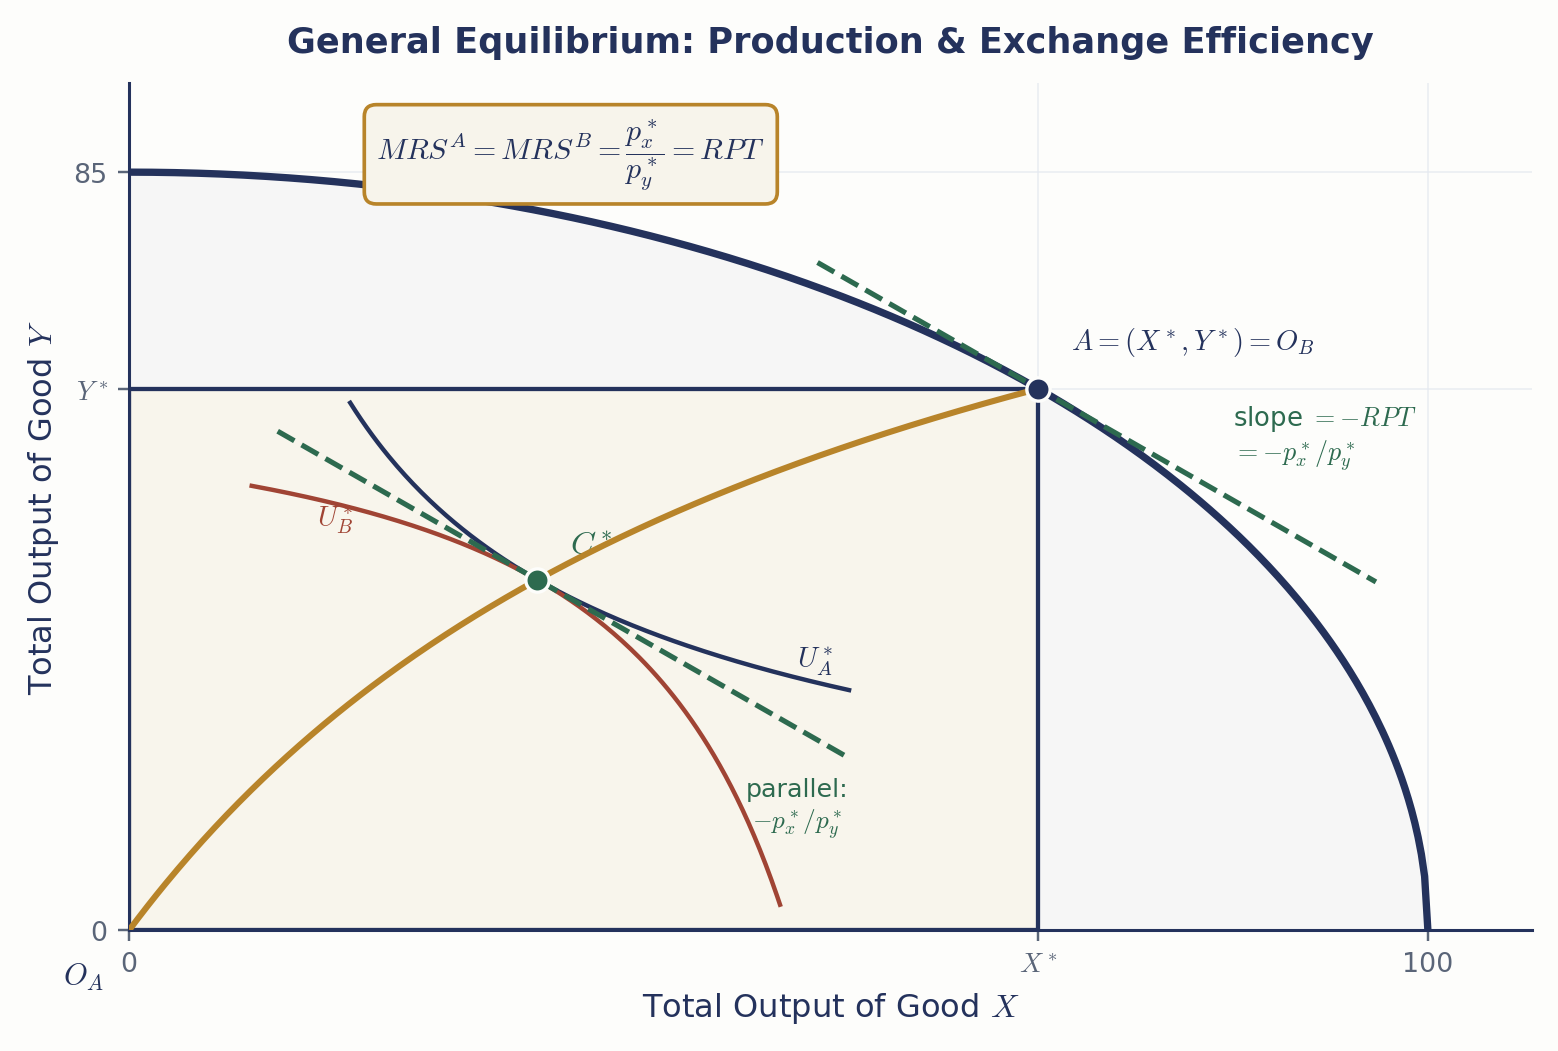 General Equilibrium: Production & Exchange Efficiency
$MRS^A = MRS^B = \frac{p_x^*}{p_y^*} = RPT$
85
$A = (X^*, Y^*) = O_B$
$Y^*$
slope $= -RPT$
$= -p_x^*/p_y^*$
$U_B^*$
$C^*$
$U_A^*$
parallel:
$-p_x^*/p_y^*$
Total Output of Good $Y$
0
$O_A$
0
$X^*$
100
Total Output of Good $X$